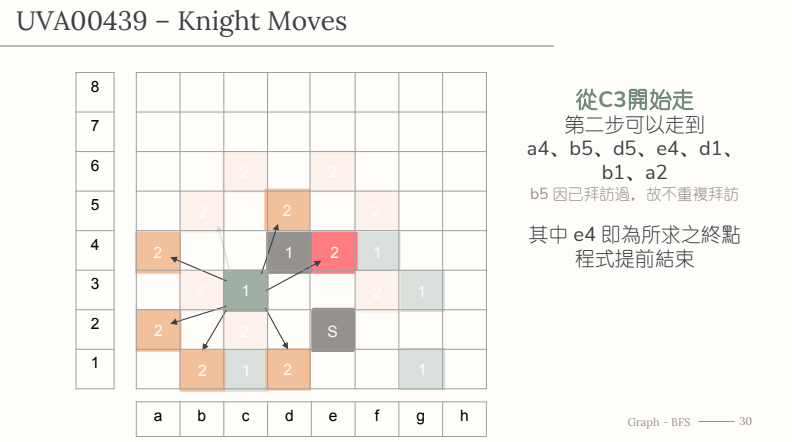 UVA00439 – Knight Moves
8
7
6 2 2
5 2 2 2
4 2 1 2 1
3 2 1 2 1
2 2 2 S
1 2 1 2 1
a b c d e f g h
從C3開始走
第二步可以走到
a4、b5、d5、e4、d1、
b1、a2
b5 因已拜訪過，故不重複拜訪
其中 e4 即為所求之終點
程式提前結束
Graph - BFS 30